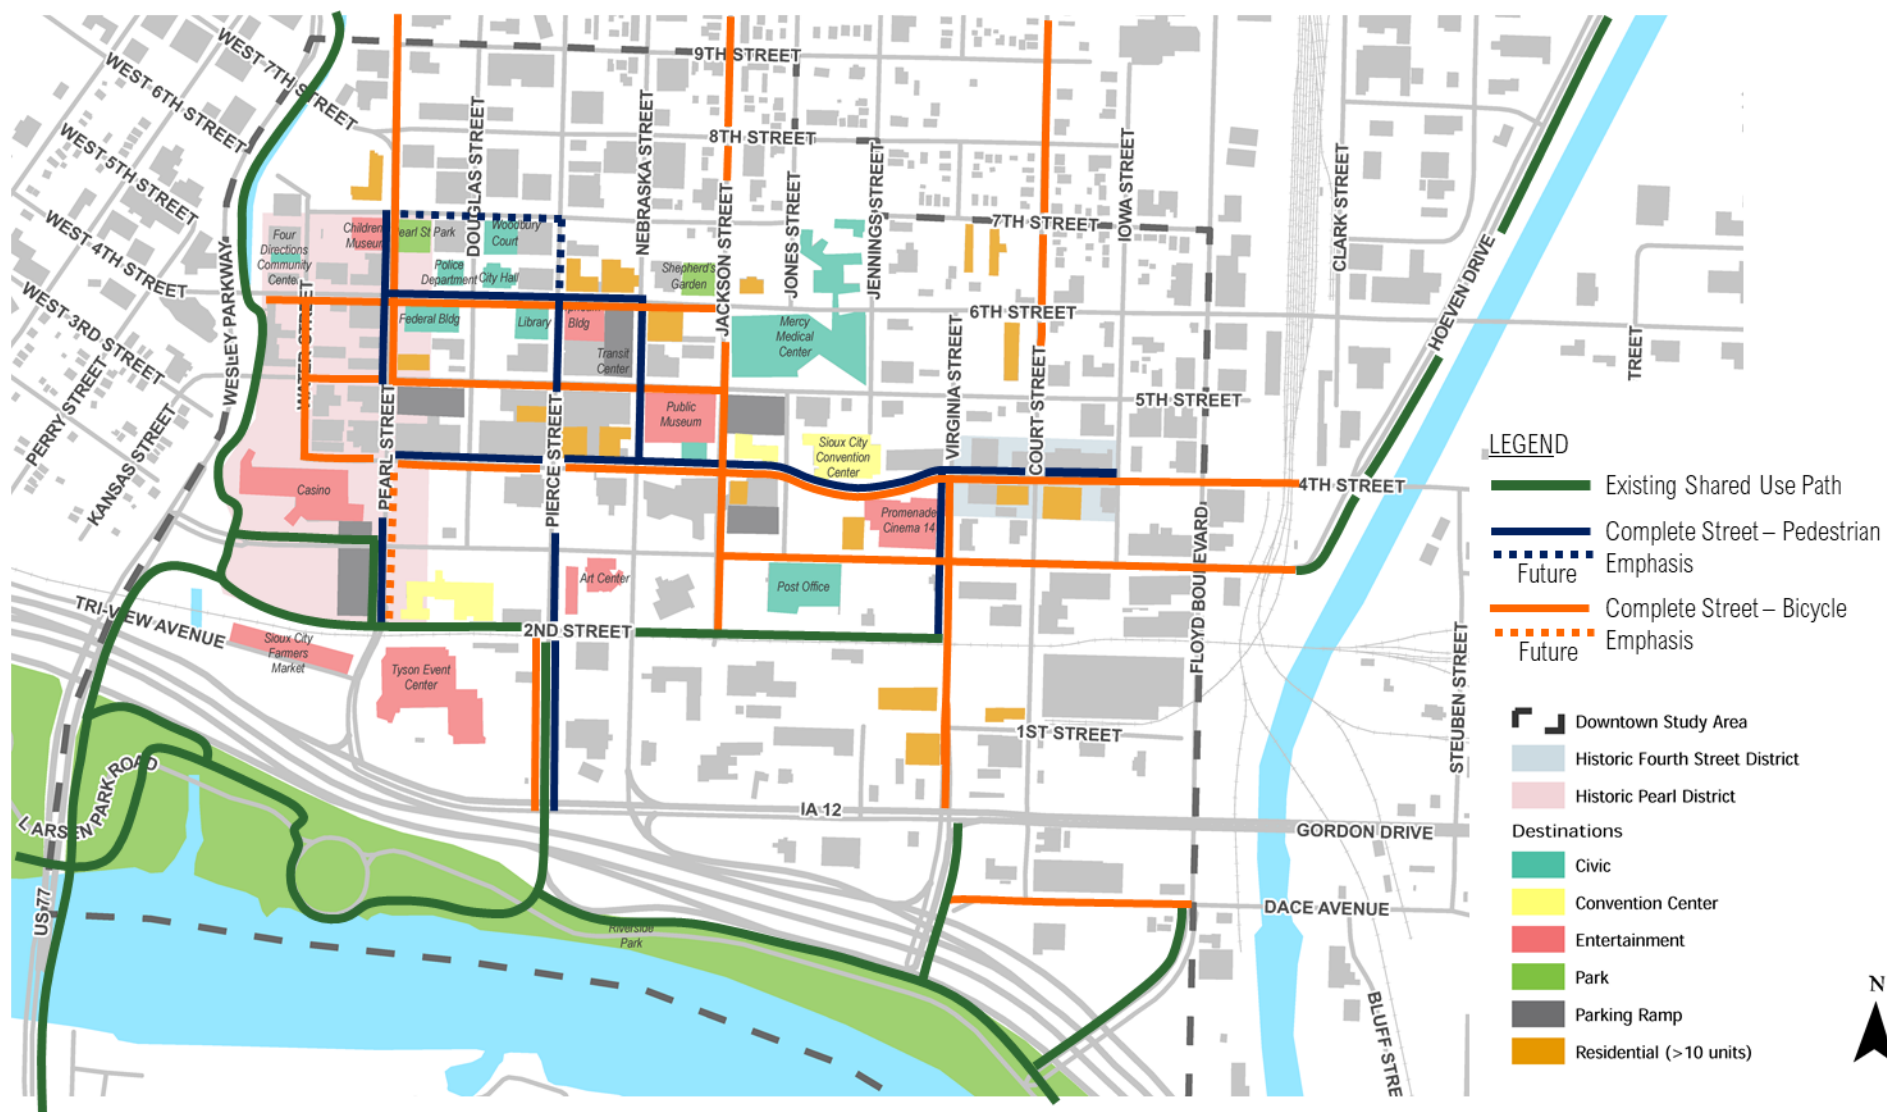 WEST 7TH STREET
WEST 6TH STREET
WEST 5TH STREET
WEST 4TH STREET
WEST 3RD STREET
PERRY STREET
KANSAS STREET
WESLEY PARKWAY
WATER STREET
PEARL STREET
DOUGLAS STREET
PIERCE STREET
NEBRASKA STREET
JACKSON STREET
JONES STREET
JENNINGS STREET
VIRGINIA STREET
COURT STREET
IOWA STREET
FLOYD BOULEVARD
CLARK STREET
HOEVEN DRIVE
TREET
STEUBEN STREET
9TH STREET
8TH STREET
7TH STREET
6TH STREET
5TH STREET
4TH STREET
2ND STREET
1ST STREET
IA 12
GORDON DRIVE
DACE AVENUE
BLUFF STRE
TRI-VIEW AVENUE
LARSEN PARK ROAD
US 77
Four
Directions
Community
Center
Children
Museum
earl St Park
Woodbury
Court
Police
Department
City Hall
Shepherd's
Garden
Federal Bldg
Library
Bldg
Transit
Center
Mercy
Medical
Center
Public
Museum
Sioux City
Convention
Center
Casino
Promenade
Cinema 14
Art Center
Post Office
Sioux City
Farmers
Market
Tyson Event
Center
Riverside
Park
LEGEND
Existing Shared Use Path
Complete Street – Pedestrian
Emphasis
Future
Complete Street – Bicycle
Emphasis
Future
Downtown Study Area
Historic Fourth Street District
Historic Pearl District
Destinations
Civic
Convention Center
Entertainment
Park
Parking Ramp
Residential (>10 units)
N